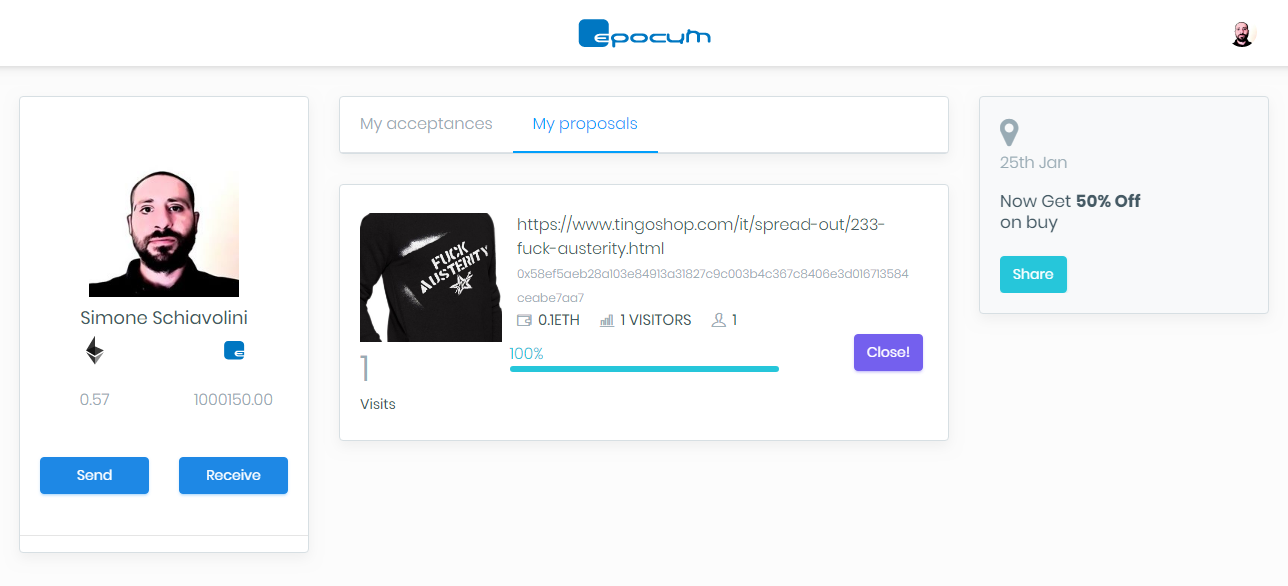 epocum
My acceptances
My proposals
25th Jan
Now Get 50% Off
on buy
Share
https://www.tingoshop.com/it/spread-out/233-
fuck-austerity.html
0x58ef5aeb28a103e84913a31827c9c003b4c367c8406e3d016713584
ceabe7aa7
FUCK
AUSTERITY
0.1ETH
1 VISITORS
1
100%
Close!
1
Visits
Simone Schiavolini
0.57
1000150.00
Send
Receive